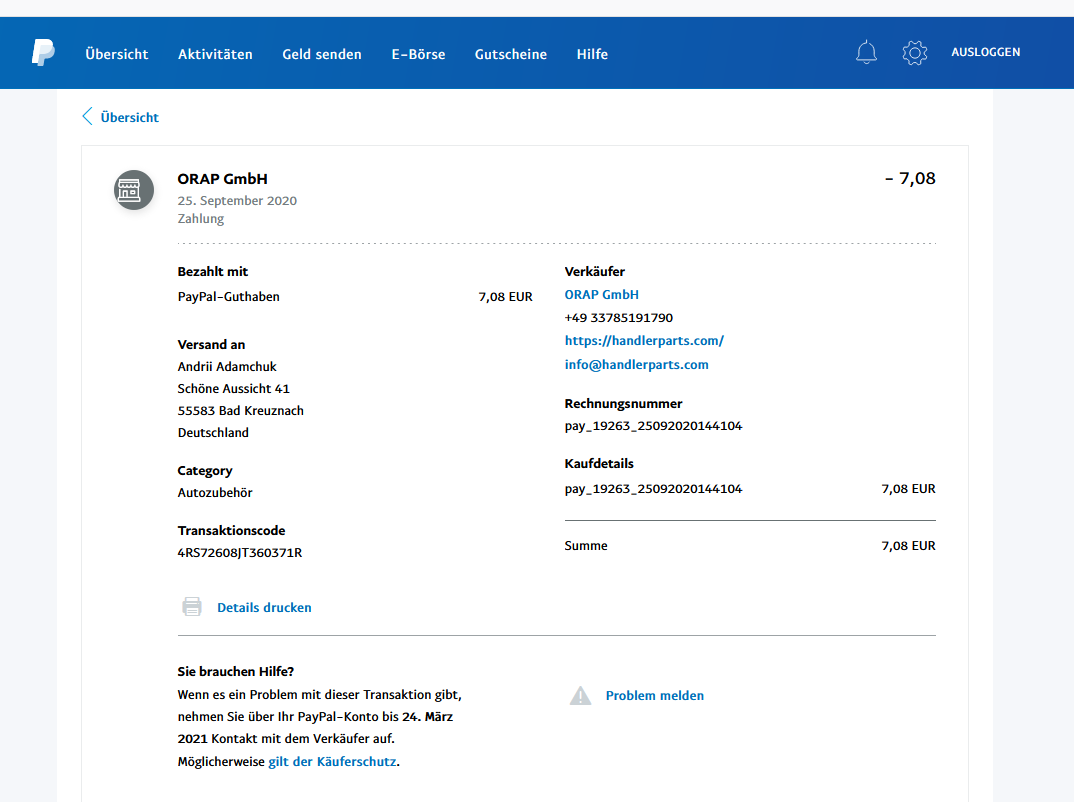 Übersicht Aktivitäten Geld senden E-Börse Gutscheine Hilfe AUSLOGGEN
Übersicht
ORAP GmbH - 7,08
25. September 2020
Zahlung
Bezahlt mit
PayPal-Guthaben 7,08 EUR
Versand an
Andrii Adamchuk
Schöne Aussicht 41
55583 Bad Kreuznach
Deutschland
Category
Autozubehör
Transaktionscode
4RS72608JT360371R
Verkäufer
ORAP GmbH
+49 33785191790
https://handlerparts.com/
info@handlerparts.com
Rechnungsnummer
pay_19263_25092020144104
Kaufdetails
pay_19263_25092020144104 7,08 EUR
Summe 7,08 EUR
Details drucken
Sie brauchen Hilfe?
Wenn es ein Problem mit dieser Transaktion gibt,
nehmen Sie über Ihr PayPal-Konto bis 24. März
2021 Kontakt mit dem Verkäufer auf.
Möglicherweise gilt der Käuferschutz.
Problem melden